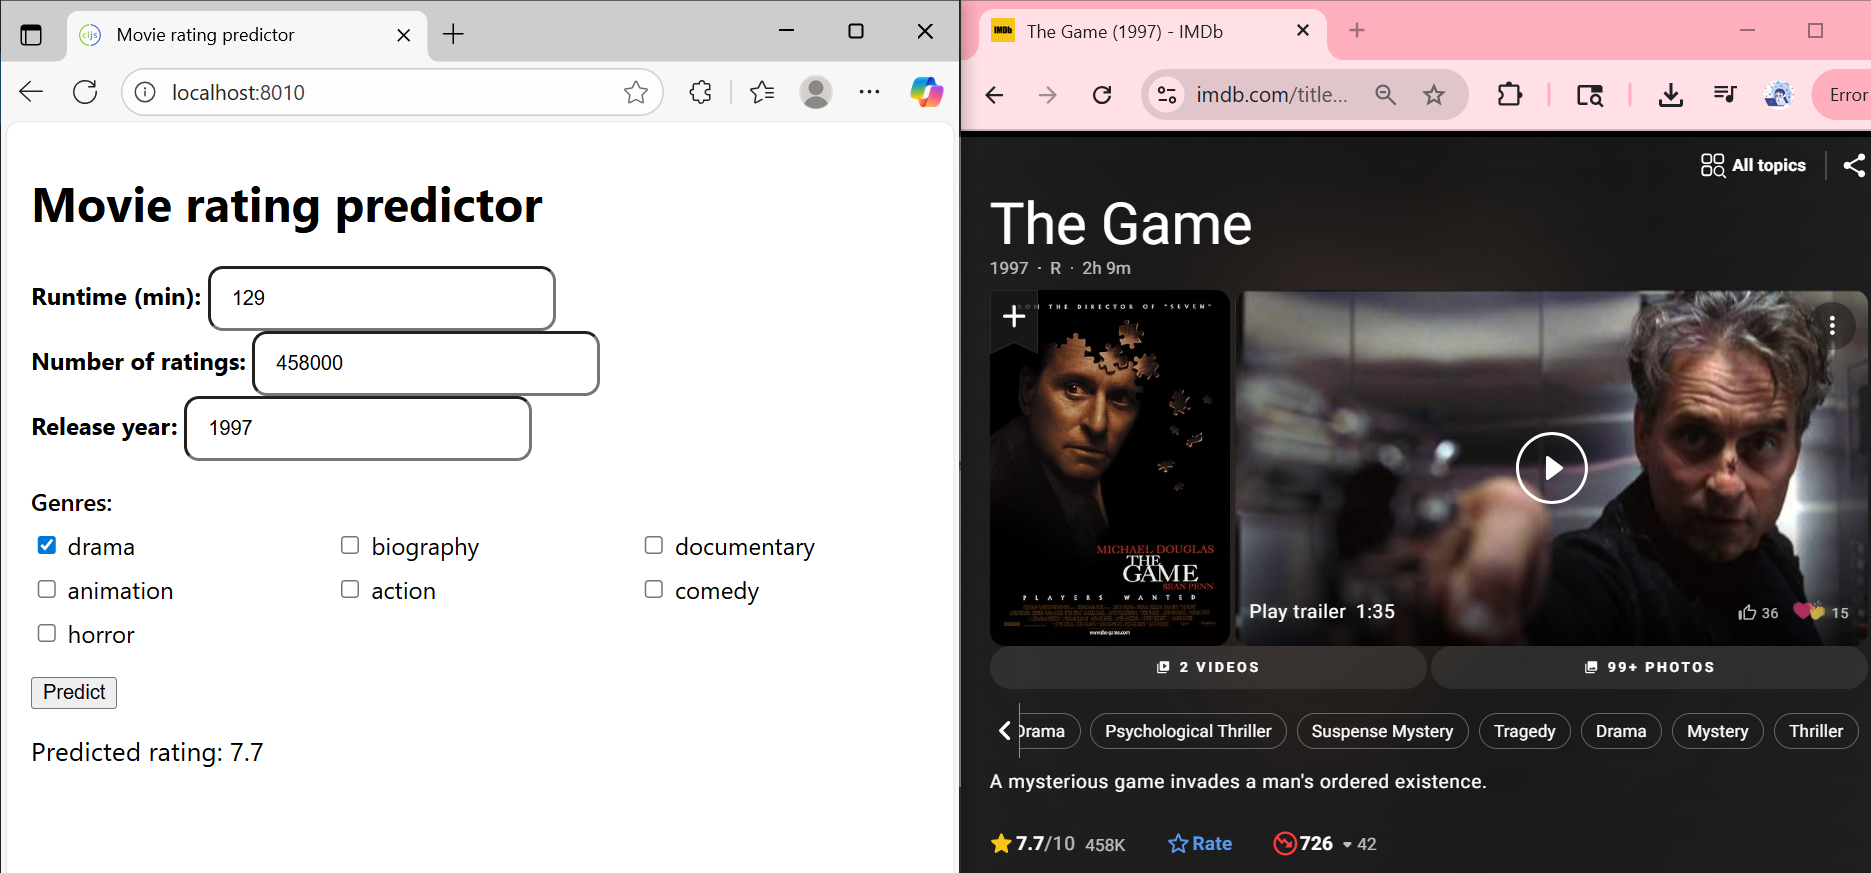 Movie rating predictor
localhost:8010
Movie rating predictor
Runtime (min): 129
Number of ratings: 458000
Release year: 1997
Genres:
drama biography documentary
animation action comedy
horror
Predict
Predicted rating: 7.7
IMDb The Game (1997) - IMDb
imdb.com/title... Error
All topics
The Game
1997 · R · 2h 9m
THE DIRECTOR OF "SEVEN"
MICHAEL DOUGLAS
THE
GAME
SEAN PENN
PLAYERS WANTED
Play trailer 1:35 36 15
2 VIDEOS 99+ PHOTOS
Drama Psychological Thriller Suspense Mystery Tragedy Drama Mystery Thriller
A mysterious game invades a man's ordered existence.
7.7/10 458K Rate 726 42